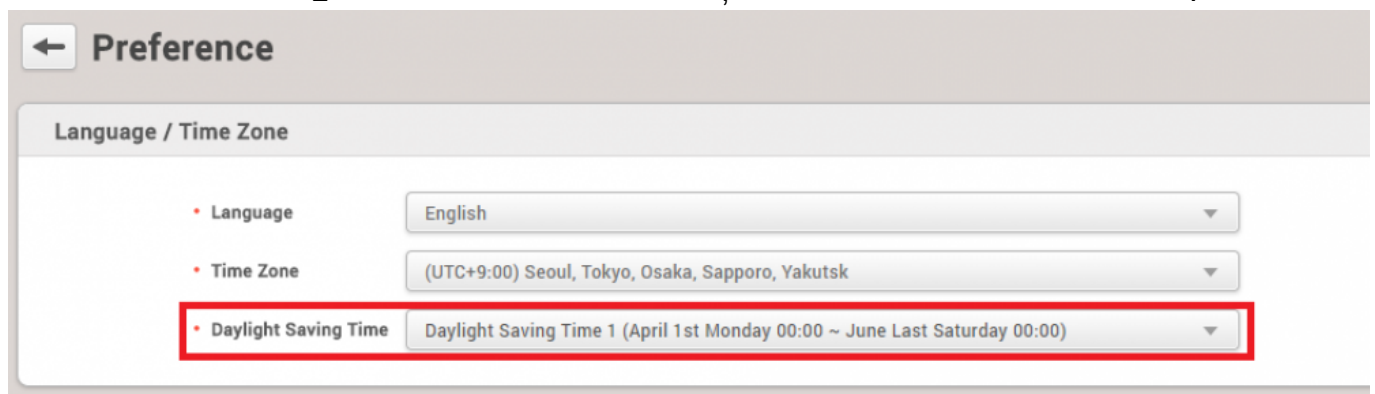 Preference
Language / Time Zone
• Language English
• Time Zone (UTC+9:00) Seoul, Tokyo, Osaka, Sapporo, Yakutsk
• Daylight Saving Time Daylight Saving Time 1 (April 1st Monday 00:00 ~ June Last Saturday 00:00)